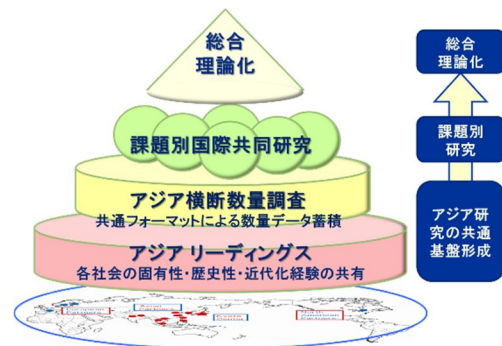 総合
理論化
課題別国際共同研究
アジア横断数量調査
共通フォーマットによる数量データ蓄積
アジア リーディングス
各社会の固有性・歴史性・近代化経験の共有
総合
理論化
課題別
研究
アジア研
究の共通
基盤形成